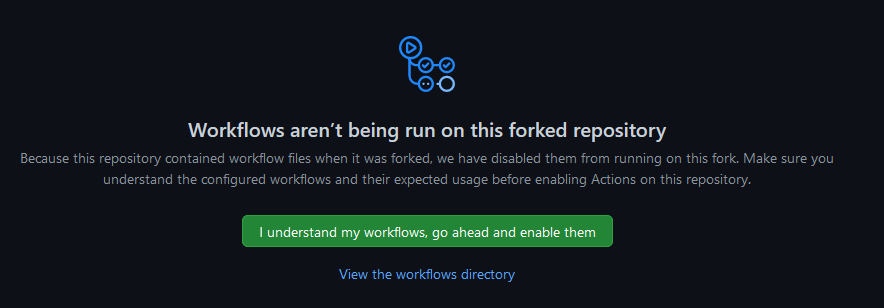 Workflows aren’t being run on this forked repository
Because this repository contained workflow files when it was forked, we have disabled them from running on this fork. Make sure you
understand the configured workflows and their expected usage before enabling Actions on this repository.
I understand my workflows, go ahead and enable them
View the workflows directory